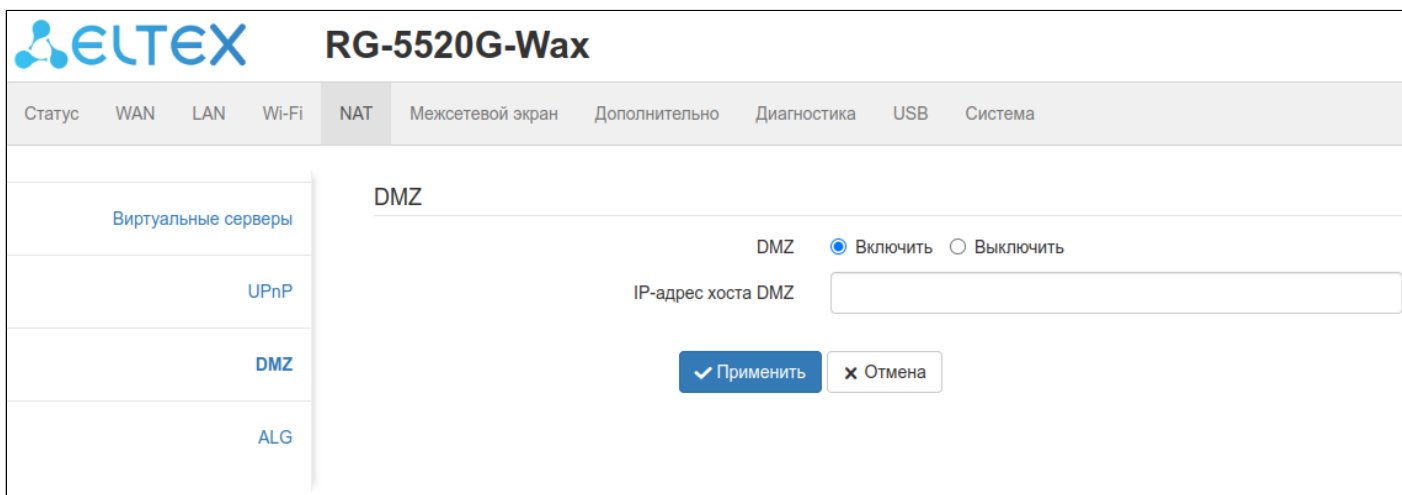 ELTEX RG-5520G-Wax
Статус WAN LAN Wi-Fi NAT Межсетевой экран Дополнительно Диагностика USB Система
Виртуальные серверы
UPnP
DMZ
ALG
DMZ
DMZ Включить Выключить
IP-адрес хоста DMZ
Применить Отмена